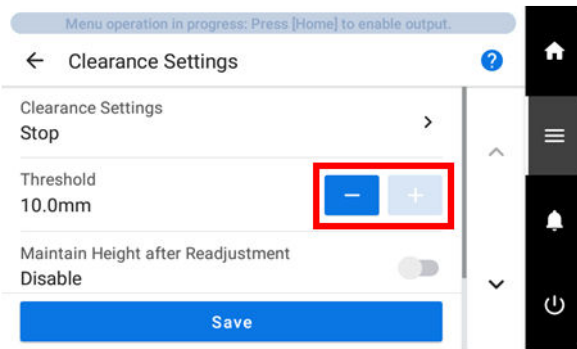 Menu operation in progress: Press [Home] to enable output.
Clearance Settings
?
Clearance Settings
Stop
Threshold
10.0mm
− +
Maintain Height after Readjustment
Disable
Save